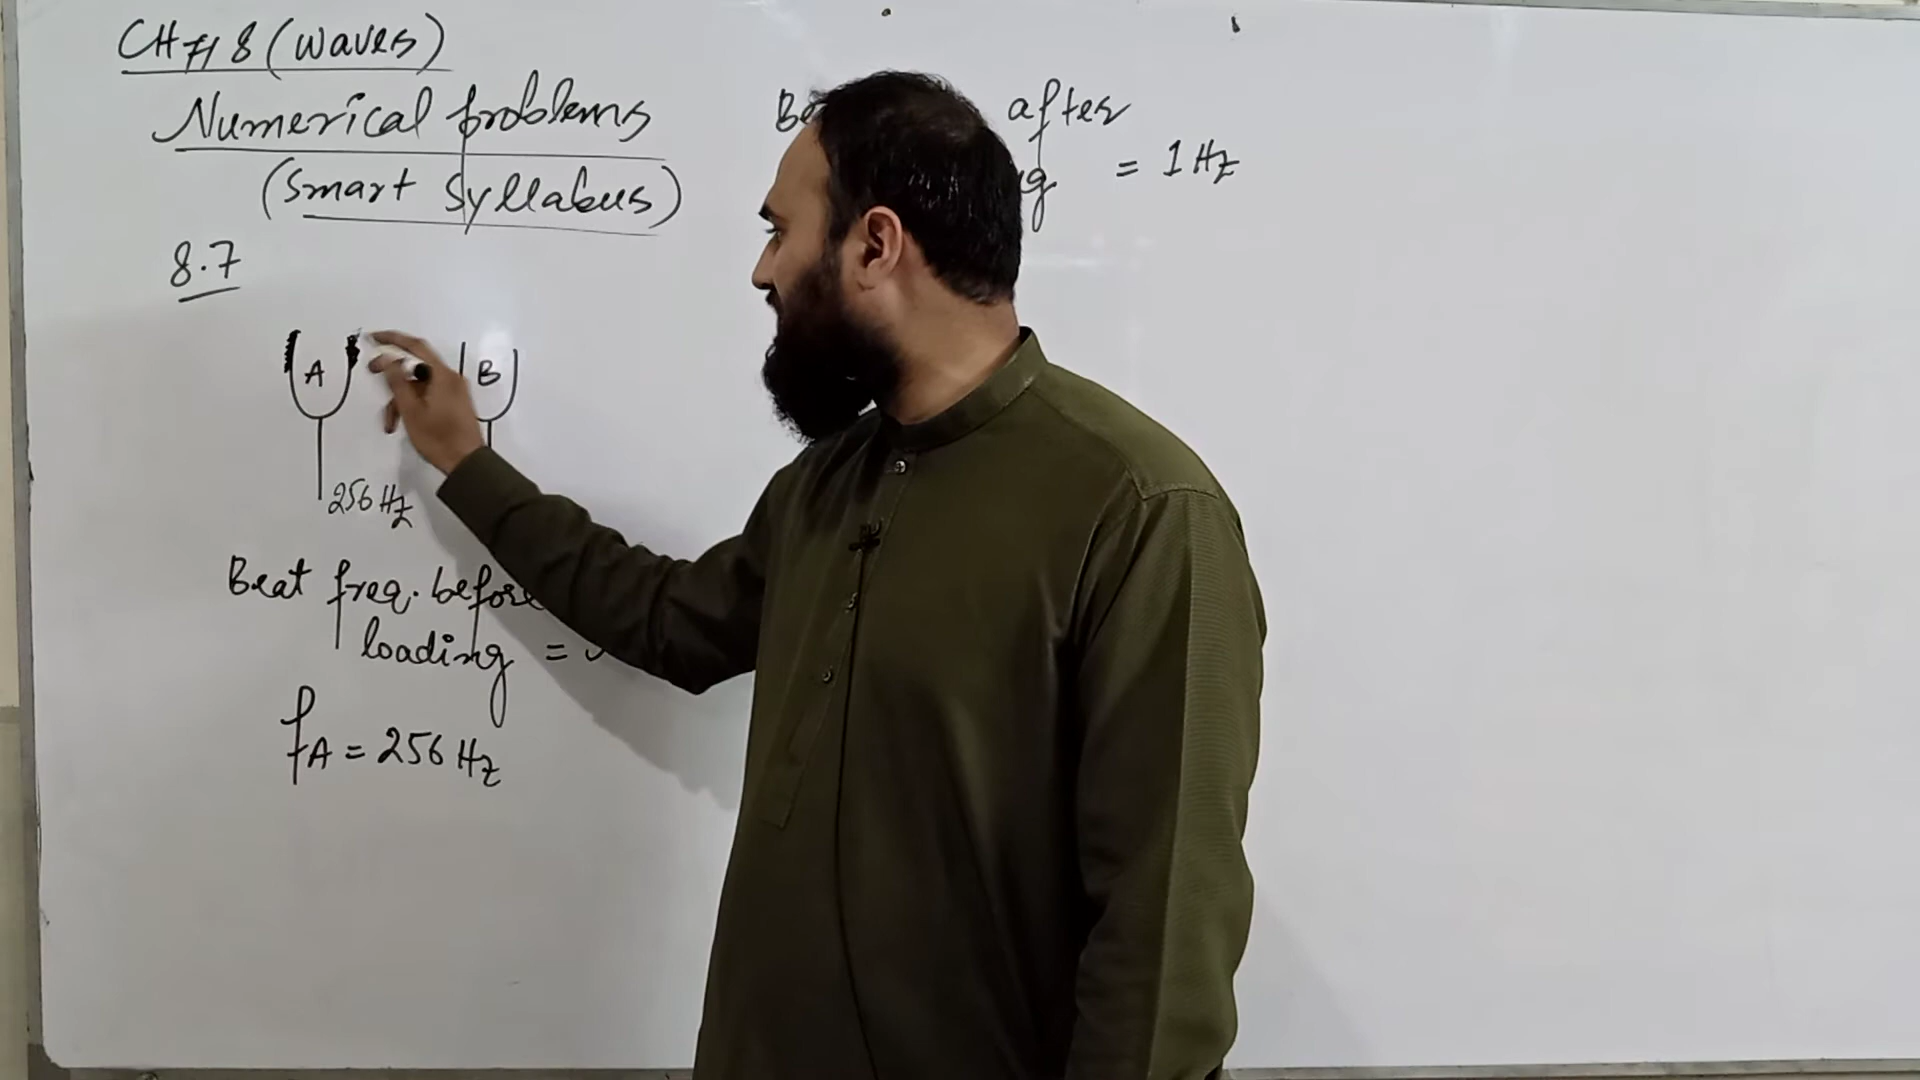 CH # 8 (waves)
Numerical problems
(Smart Syllabus)
8.7
A
B
256 Hz
Beat freq. before
loading =
fA = 256 Hz
after
= 1 Hz